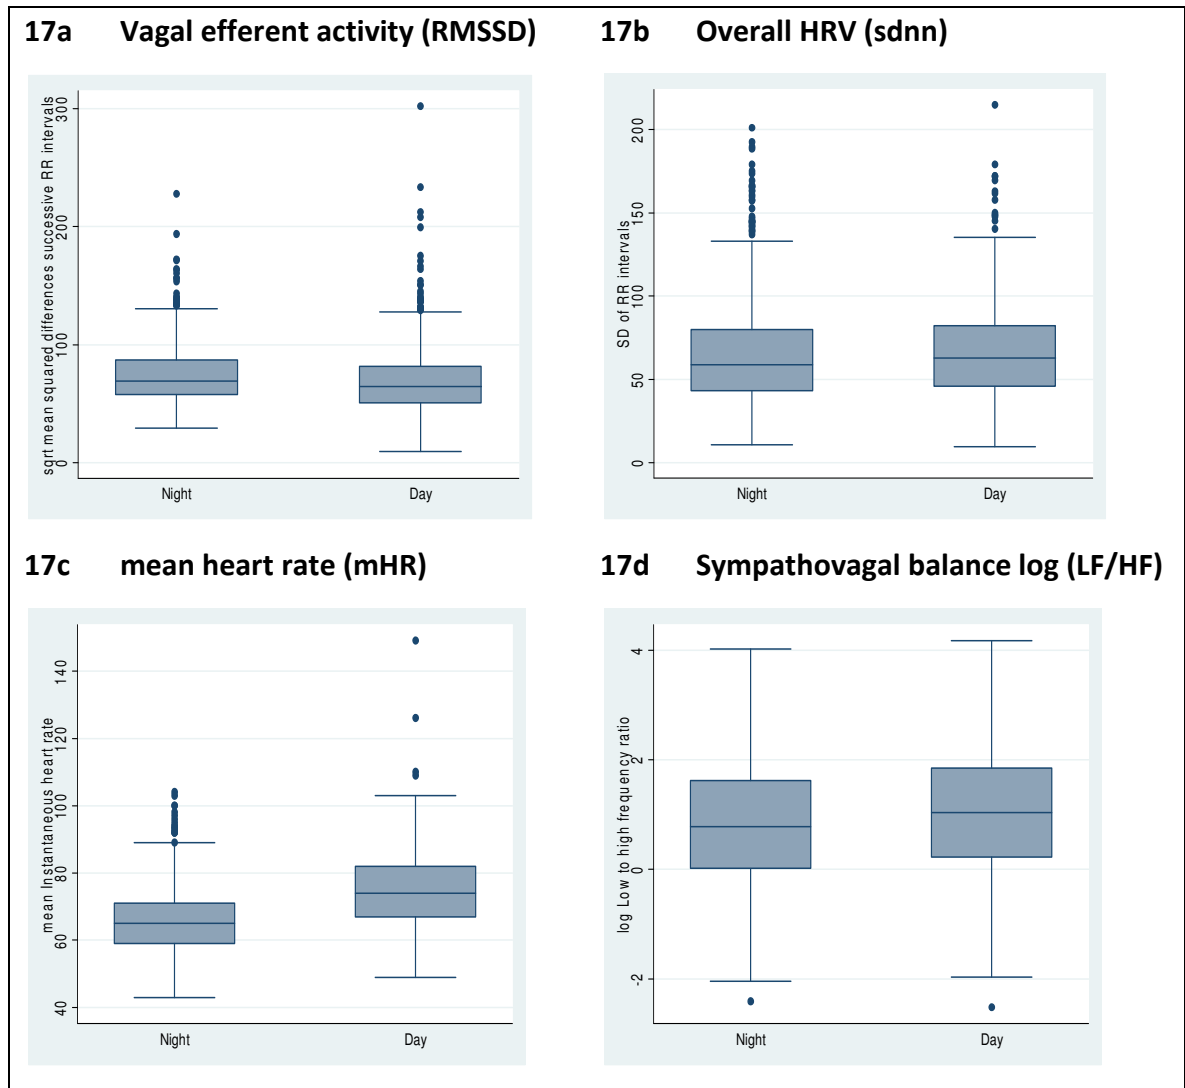 17a Vagal efferent activity (RMSSD)
sqrt mean squared differences successive RR intervals
300
200
100
0
Night Day
17b Overall HRV (sdnn)
SD of RR intervals
200
150
100
50
0
Night Day
17c mean heart rate (mHR)
mean Instantaneous heart rate
140
120
100
80
60
40
Night Day
17d Sympathovagal balance log (LF/HF)
log Low to high frequency ratio
4
2
0
-2
Night Day